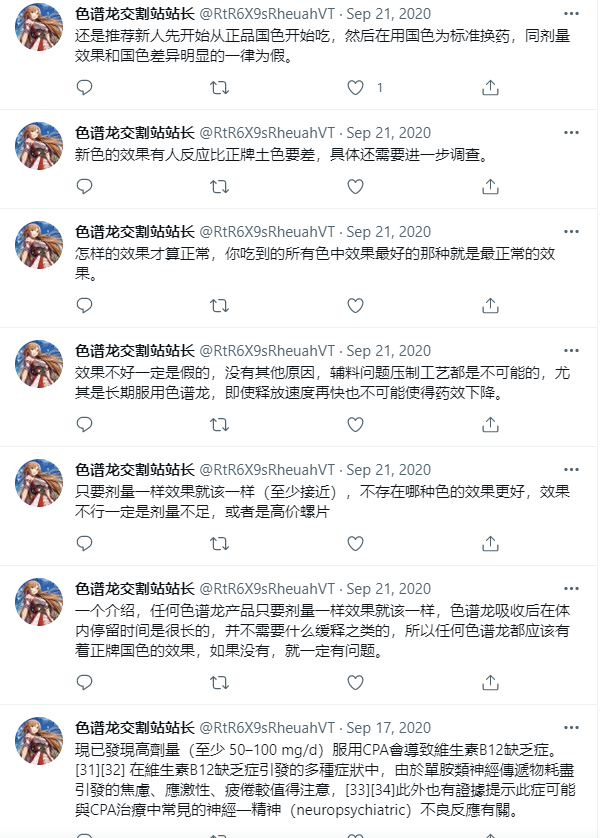 色谱龙交割站站长 @RtR6X9sRheuahVT · Sep 21, 2020
还是推荐新人先开始从正品国色开始吃，然后在用国色为标准换药，同剂量
效果和国色差异明显的一律为假。
1
色谱龙交割站站长 @RtR6X9sRheuahVT · Sep 21, 2020
新色的效果有人反应比正牌土色要差，具体还需要进一步调查。
色谱龙交割站站长 @RtR6X9sRheuahVT · Sep 21, 2020
怎样的效果才算正常，你吃到的所有色中效果最好的那种就是最正常的效
果。
色谱龙交割站站长 @RtR6X9sRheuahVT · Sep 21, 2020
效果不好一定是假的，没有其他原因，辅料问题压制工艺都是不可能的，尤
其是长期服用色谱龙，即使释放速度再快也不可能使得药效下降。
色谱龙交割站站长 @RtR6X9sRheuahVT · Sep 21, 2020
只要剂量一样效果就该一样（至少接近），不存在哪种色的效果更好，效果
不行一定是剂量不足，或者是高价螺片
色谱龙交割站站长 @RtR6X9sRheuahVT · Sep 21, 2020
一个介绍，任何色谱龙产品只要剂量一样效果就该一样，色谱龙吸收后在体
内停留时间是很长的，并不需要什么缓释之类的，所以任何色谱龙都应该有
着正牌国色的效果，如果没有，就一定有问题。
色谱龙交割站站长 @RtR6X9sRheuahVT · Sep 17, 2020
現已發現高劑量（至少 50–100 mg/d）服用CPA會導致維生素B12缺乏症。
[31][32] 在維生素B12缺乏症引發的多種症狀中，由於單胺類神經傳遞物耗盡
引發的焦慮、應激性、疲倦較值得注意，[33][34]此外也有證據提示此症可能
與CPA治療中常見的神經—精神（neuropsychiatric）不良反應有關。